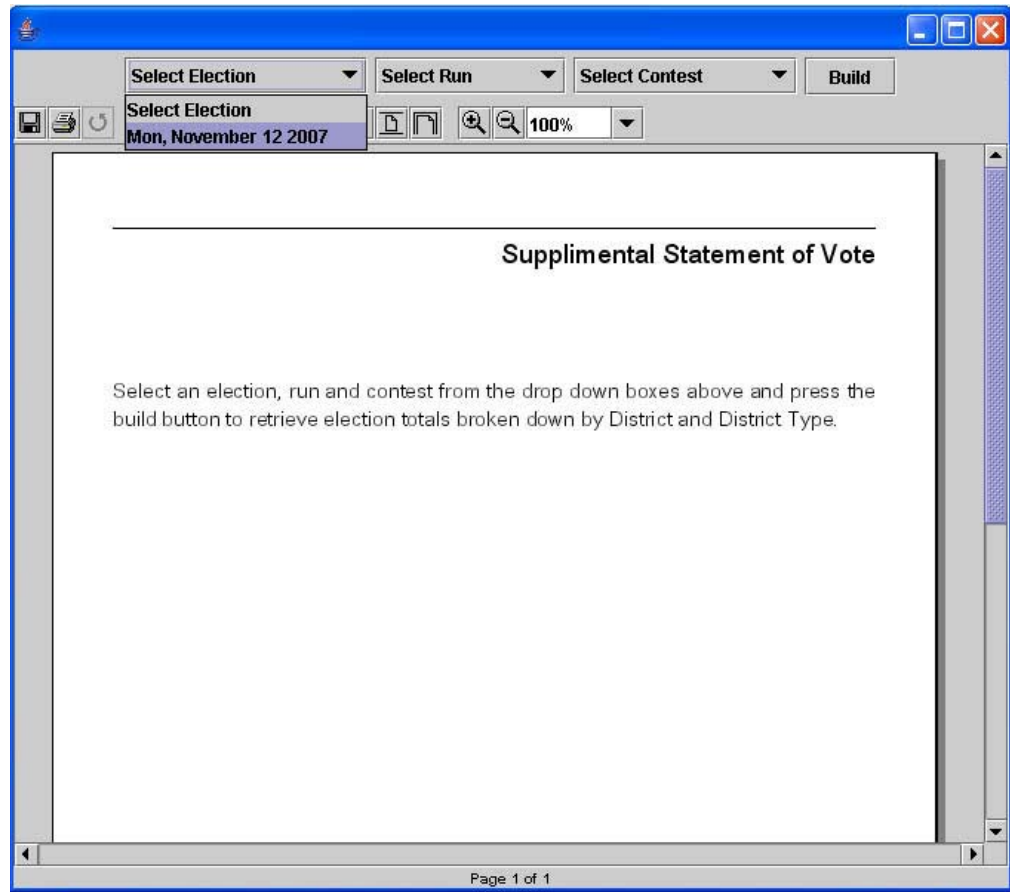 Select Election
Select Run
Select Contest
Build
Select Election
Mon, November 12 2007
100%
Supplimental Statement of Vote
Select an election, run and contest from the drop down boxes above and press the
build button to retrieve election totals broken down by District and District Type.
Page 1 of 1